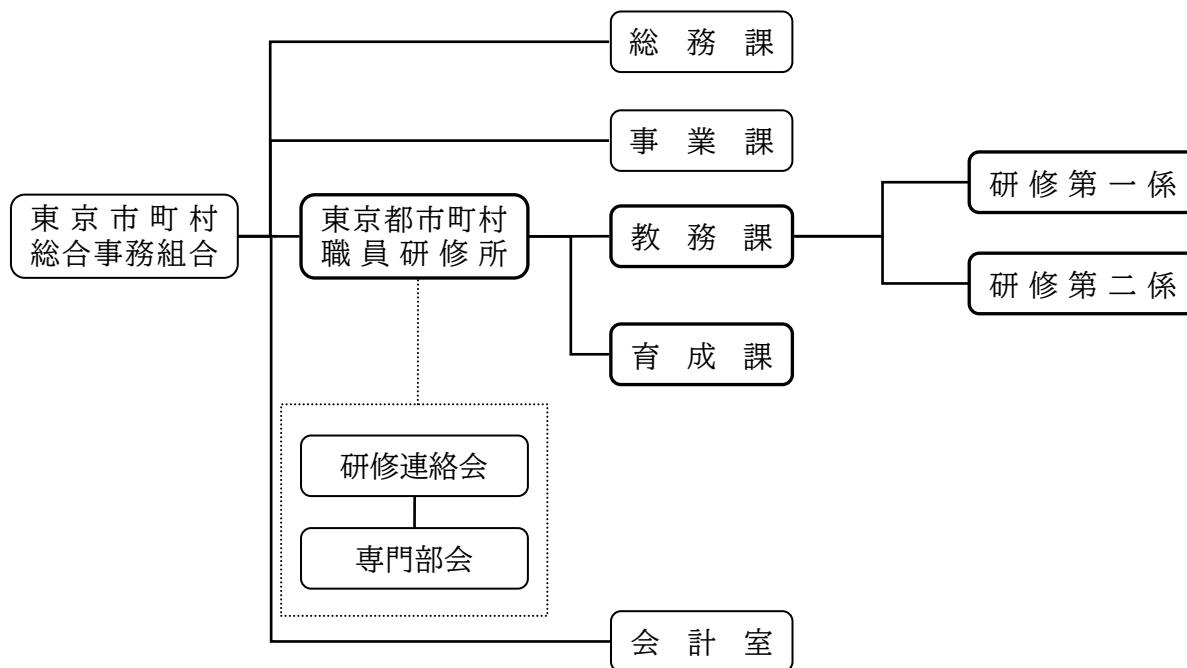 総務課
事業課
東京市町村
総合事務組合
東京都市町村
職員研修所
教務課
研修第一係
研修第二係
育成課
研修連絡会
専門部会
会計室